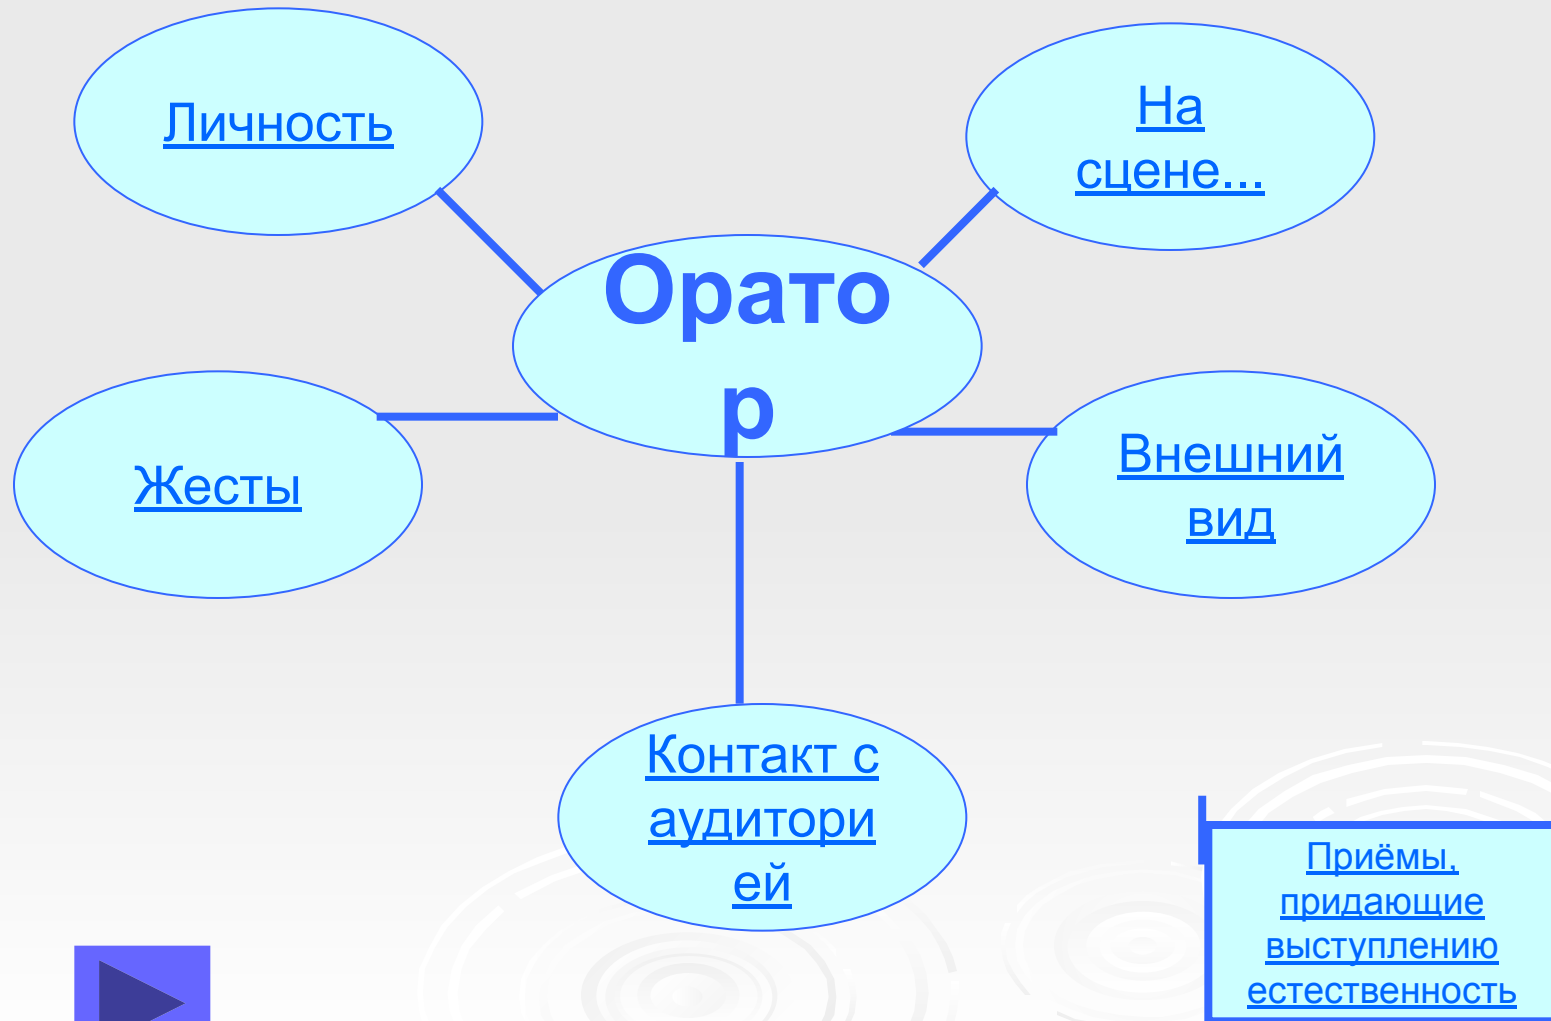 Личность
На
сцене...
Орато
р
Жесты
Внешний
вид
Контакт с
аудитори
ей
Приёмы,
придающие
выступлению
естественность